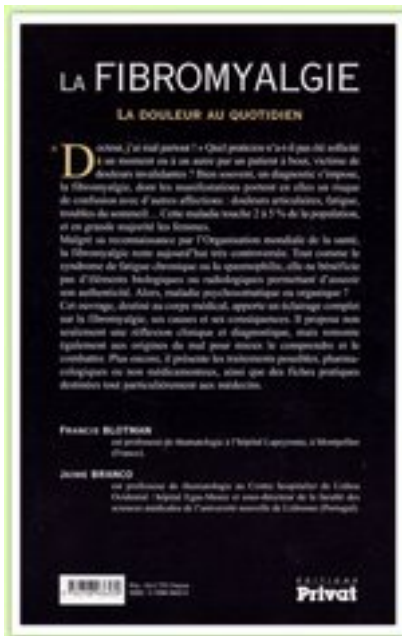 LA FIBROMYALGIE
LA DOULEUR AU QUOTIDIEN
« Docteur, j'ai mal partout ! » Quel praticien n'a-t-il pas été sollicité
à un moment ou à un autre par un patient à bout, victime de
douleurs invalidantes ? Bien souvent, un diagnostic s'impose,
la fibromyalgie, dont les manifestations portent en elles un risque
de confusion avec d'autres affections : douleurs articulaires, fatigue,
troubles du sommeil… Cette maladie touche 2 à 5 % de la population,
et en grande majorité les femmes.
Malgré sa reconnaissance par l'Organisation mondiale de la santé,
la fibromyalgie reste aujourd'hui très controversée. Tout comme le
syndrome de fatigue chronique ou la spasmophilie, elle ne bénéficie
pas d'éléments biologiques ou radiologiques permettant d'asseoir
son authenticité. Alors, maladie psychosomatique ou organique ?
Cet ouvrage, destiné au corps médical, apporte un éclairage complet
sur la fibromyalgie, ses causes et ses conséquences. Il propose non
seulement une réflexion clinique et diagnostique, mais remonte
également aux origines du mal pour mieux le comprendre et le
combattre. Plus encore, il présente les traitements possibles, pharma-
cologiques ou non médicamenteux, ainsi que des fiches pratiques
destinées tout particulièrement aux médecins.
FRANCIS BLOTMAN
est professeur de rhumatologie à l'hôpital Lapeyronie, à Montpellier
(France).
JAIME BRANCO
est professeur de rhumatologie au Centre hospitalier de Lisboa
Ocidental / hôpital Egas-Moniz et sous-directeur de la faculté des
sciences médicales de l'université nouvelle de Lisbonne (Portugal).
ÉDITIONS
Privat